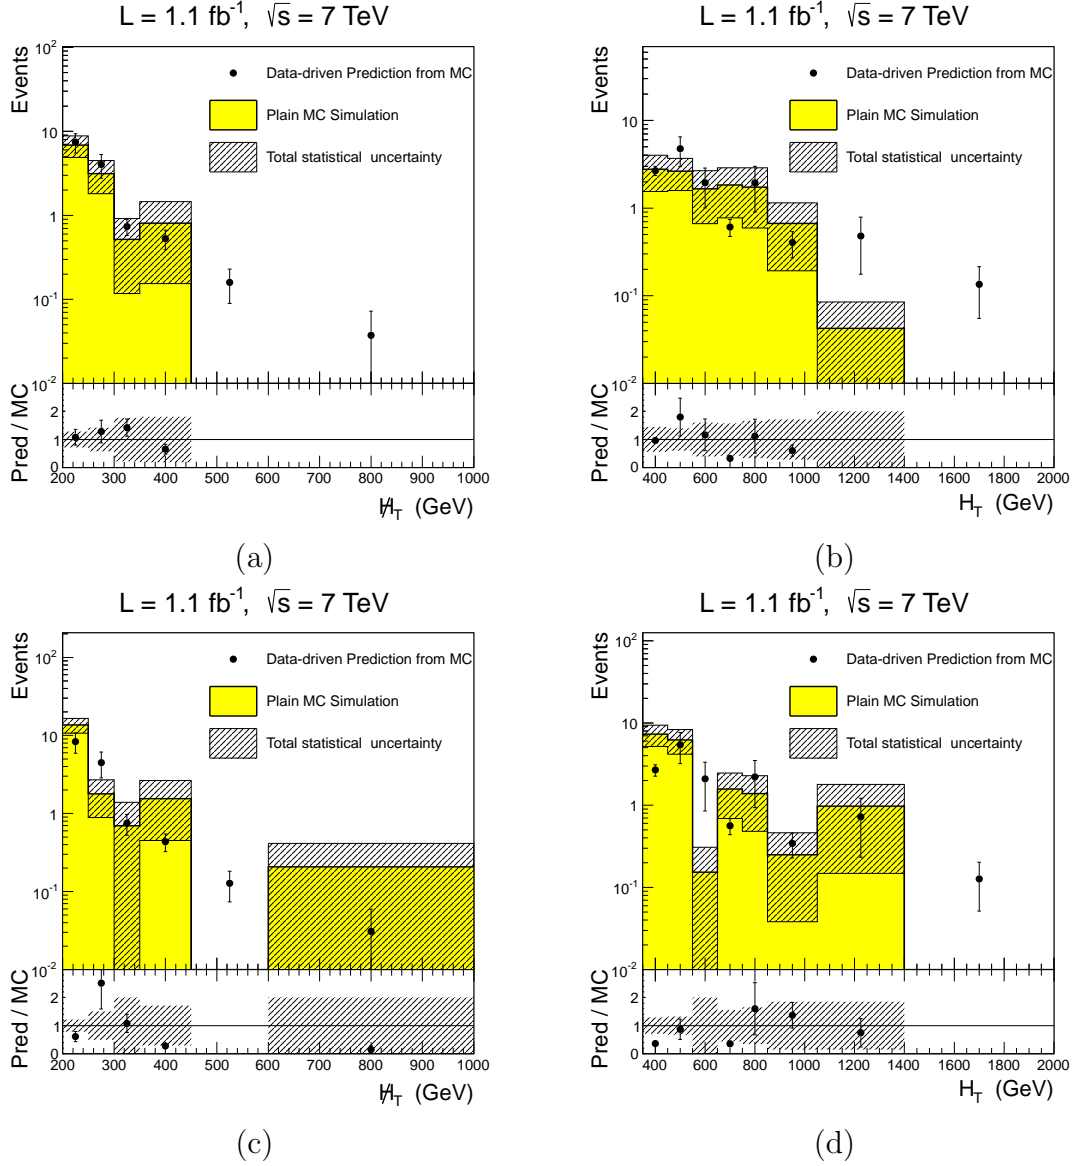 L = 1.1 fb⁻¹, √s = 7 TeV
Events
10²
10
1
10⁻¹
10⁻²
Data-driven Prediction from MC
Plain MC Simulation
Total statistical uncertainty
Pred / MC
2
1
0
200 300 400 500 600 700 800 900 1000
H̸_T (GeV)
(a)
L = 1.1 fb⁻¹, √s = 7 TeV
Events
10
1
10⁻¹
10⁻²
Data-driven Prediction from MC
Plain MC Simulation
Total statistical uncertainty
Pred / MC
2
1
0
400 600 800 1000 1200 1400 1600 1800 2000
H_T (GeV)
(b)
L = 1.1 fb⁻¹, √s = 7 TeV
Events
10²
10
1
10⁻¹
10⁻²
Data-driven Prediction from MC
Plain MC Simulation
Total statistical uncertainty
Pred / MC
2
1
0
200 300 400 500 600 700 800 900 1000
H̸_T (GeV)
(c)
L = 1.1 fb⁻¹, √s = 7 TeV
Events
10²
10
1
10⁻¹
10⁻²
Data-driven Prediction from MC
Plain MC Simulation
Total statistical uncertainty
Pred / MC
2
1
0
400 600 800 1000 1200 1400 1600 1800 2000
H_T (GeV)
(d)